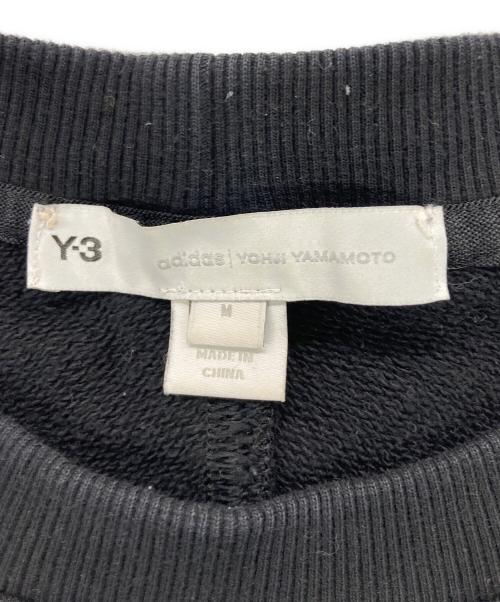 Y-3
adidas | YOHJI YAMAMOTO
M
MADE IN
CHINA